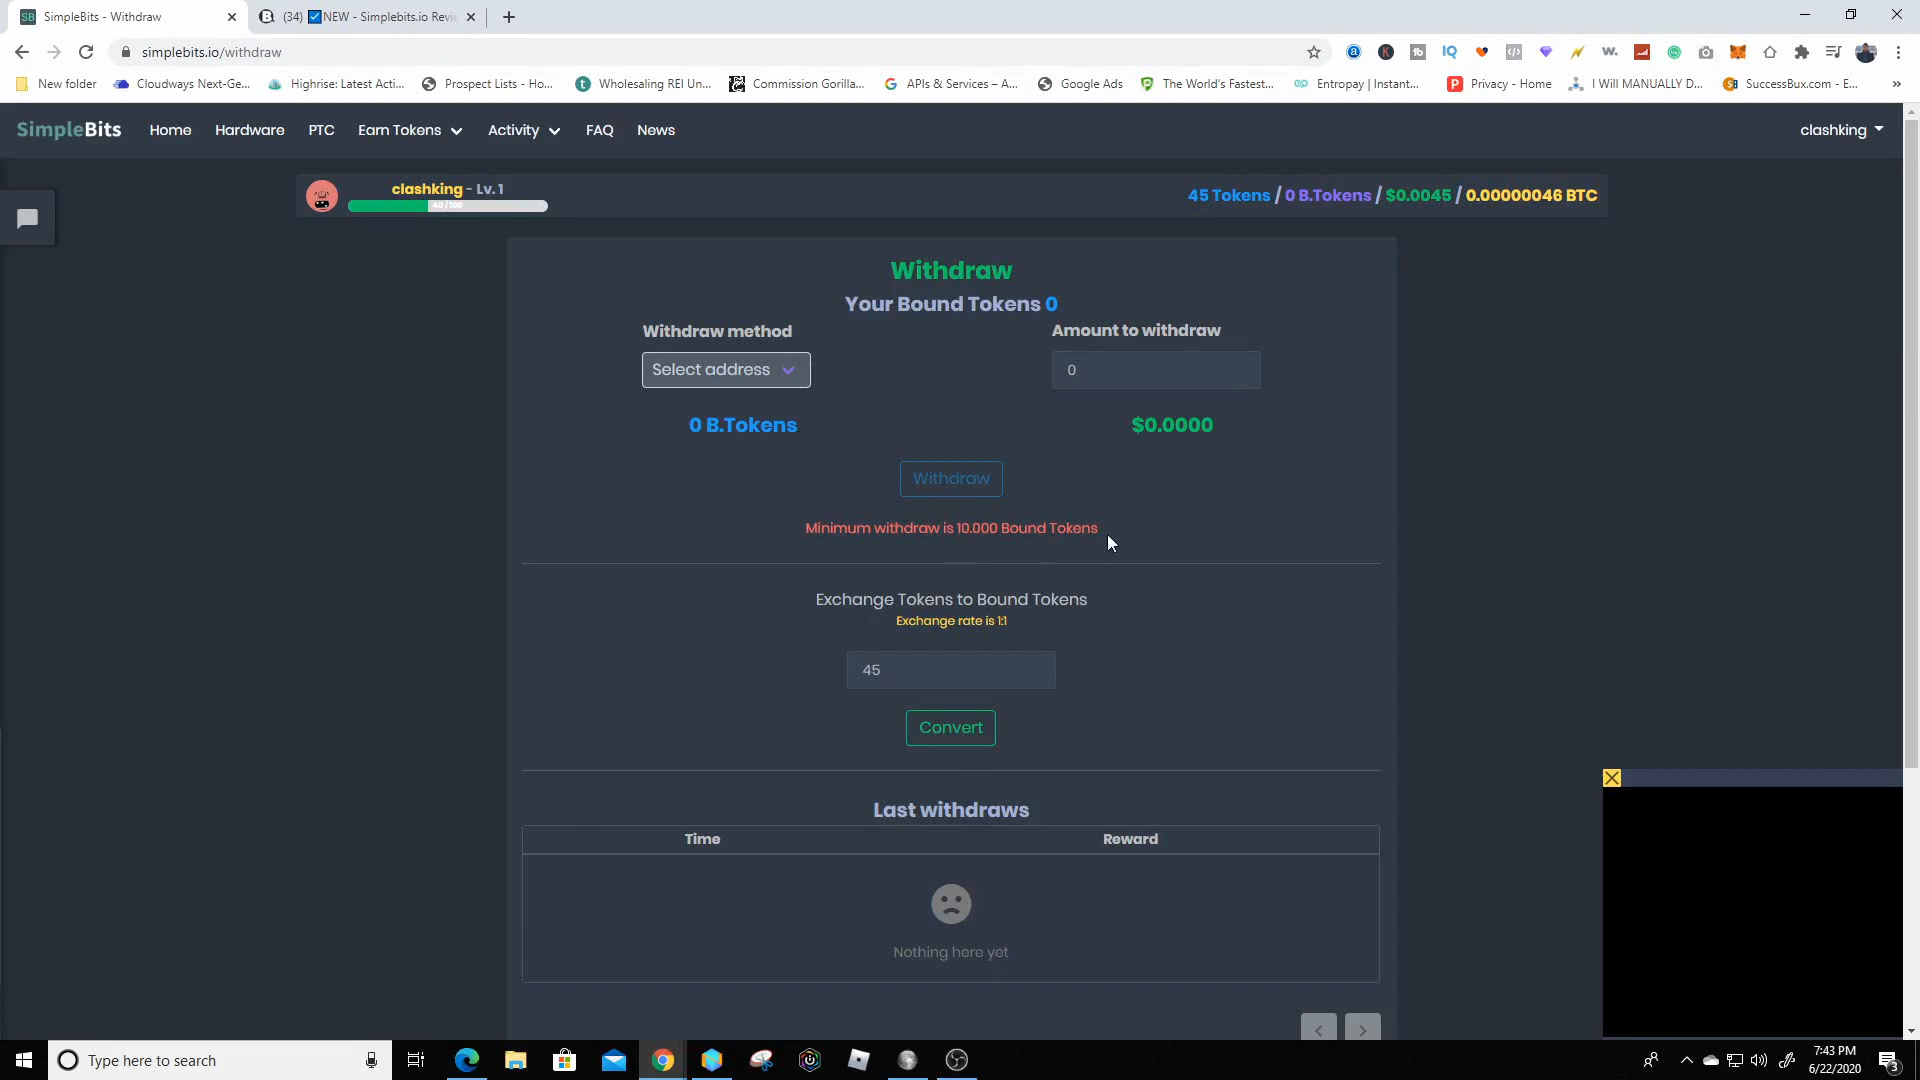 SimpleBits - Withdraw
(34) NEW - Simplebits.io Revi
simplebits.io/withdraw
New folder
Cloudways Next-Ge...
Highrise: Latest Acti...
Prospect Lists - Ho...
Wholesaling REI Un...
Commission Gorilla...
APIs & Services – A...
Google Ads
The World's Fastest...
Entropay | Instant...
Privacy - Home
I Will MANUALLY D...
SuccessBux.com - E...
SimpleBits
Home
Hardware
PTC
Earn Tokens
Activity
FAQ
News
clashking
clashking - Lv. 1
40 / 100
45 Tokens / 0 B.Tokens / $0.0045 / 0.00000046 BTC
Withdraw
Your Bound Tokens 0
Withdraw method
Amount to withdraw
Select address
0
0 B.Tokens
$0.0000
Withdraw
Minimum withdraw is 10.000 Bound Tokens
Exchange Tokens to Bound Tokens
Exchange rate is 1:1
45
Convert
Last withdraws
Time
Reward
Nothing here yet
Type here to search
7:43 PM
6/22/2020
3